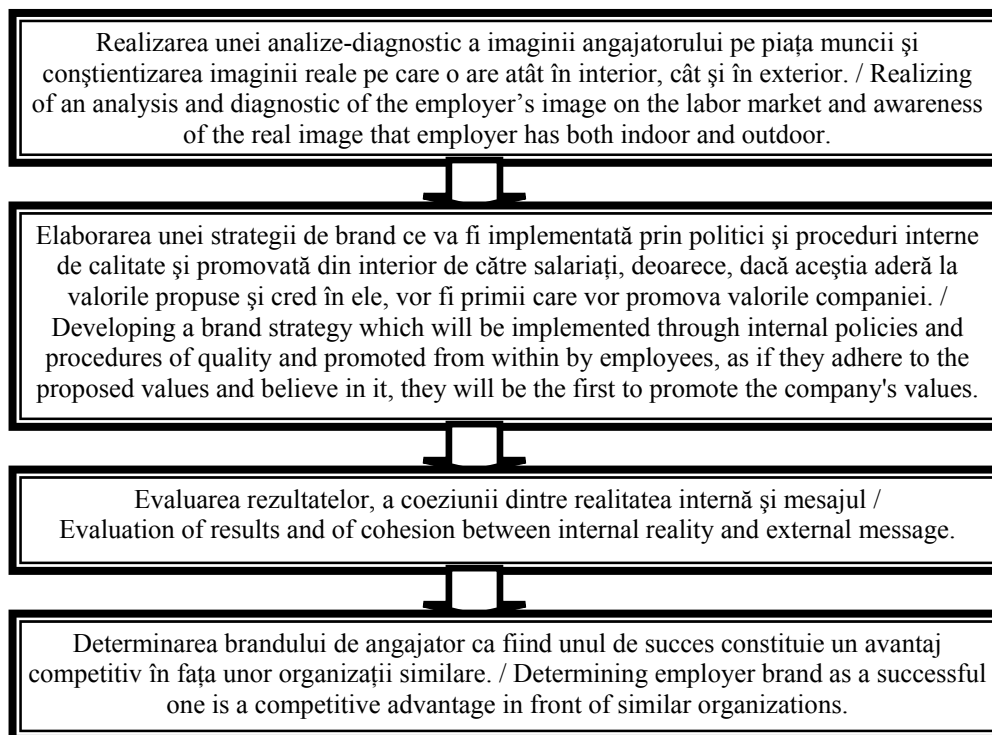 Realizarea unei analize-diagnostic a imaginii angajatorului pe piața muncii și
conștientizarea imaginii reale pe care o are atât în interior, cât și în exterior. / Realizing
of an analysis and diagnostic of the employer’s image on the labor market and awareness
of the real image that employer has both indoor and outdoor.
Elaborarea unei strategii de brand ce va fi implementată prin politici şi proceduri interne
de calitate şi promovată din interior de către salariați, deoarece, dacă aceştia aderă la
valorile propuse şi cred în ele, vor fi primii care vor promova valorile companiei. /
Developing a brand strategy which will be implemented through internal policies and
procedures of quality and promoted from within by employees, as if they adhere to the
proposed values and believe in it, they will be the first to promote the company's values.
Evaluarea rezultatelor, a coeziunii dintre realitatea internă şi mesajul /
Evaluation of results and of cohesion between internal reality and external message.
Determinarea brandului de angajator ca fiind unul de succes constituie un avantaj
competitiv în fața unor organizații similare. / Determining employer brand as a successful
one is a competitive advantage in front of similar organizations.